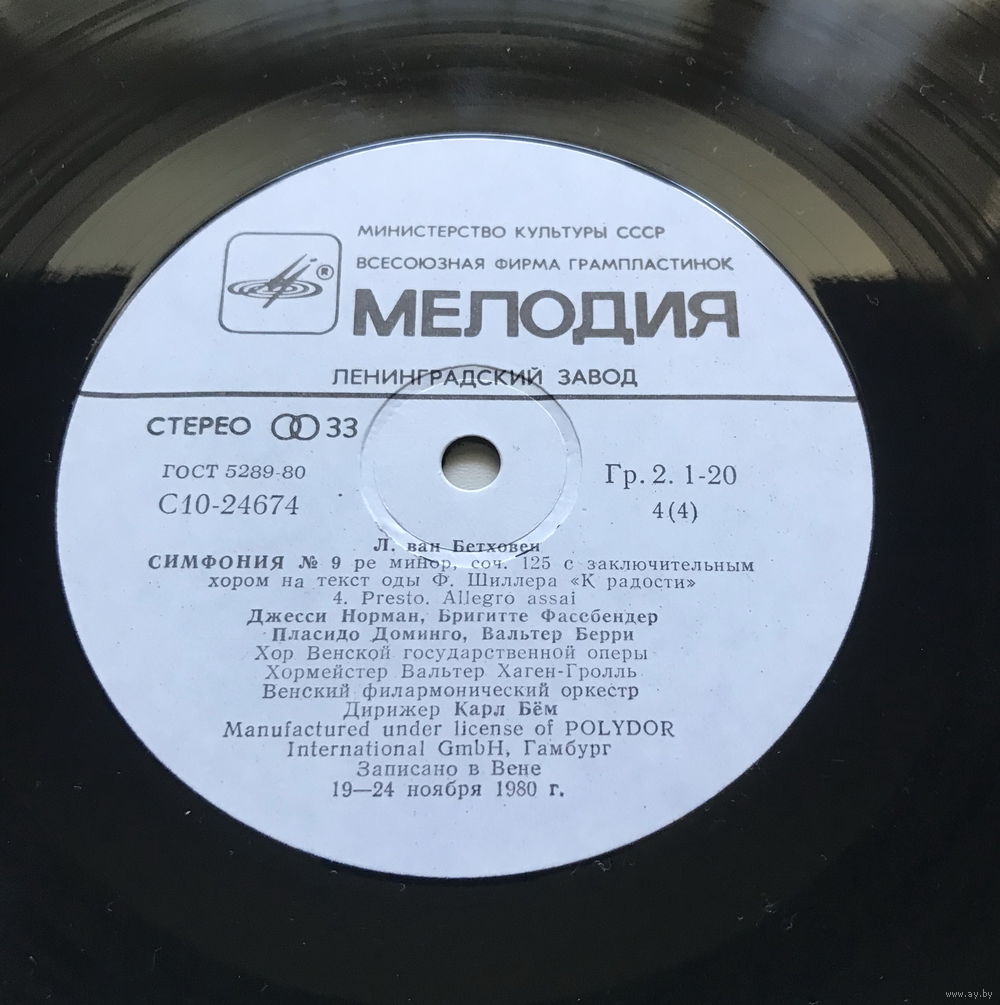 МИНИСТЕРСТВО КУЛЬТУРЫ СССР
ВСЕСОЮЗНАЯ ФИРМА ГРАМПЛАСТИНОК
®
МЕЛОДИЯ
ЛЕНИНГРАДСКИЙ ЗАВОД
СТЕРЕО 33
ГОСТ 5289-80
Гр. 2. 1-20
С10-24674
4(4)
Л. ван Бетховен
СИМФОНИЯ № 9 ре минор, соч. 125 с заключительным
хором на текст оды Ф. Шиллера «К радости»
4. Presto. Allegro assai
Джесси Норман, Бригитте Фассбендер
Пласидо Доминго, Вальтер Берри
Хор Венской государственной оперы
Хормейстер Вальтер Хаген-Гролль
Венский филармонический оркестр
Дирижер Карл Бём
Manufactured under license of POLYDOR
International GmbH, Гамбург
Записано в Вене
19—24 ноября 1980 г.
www.ay.by